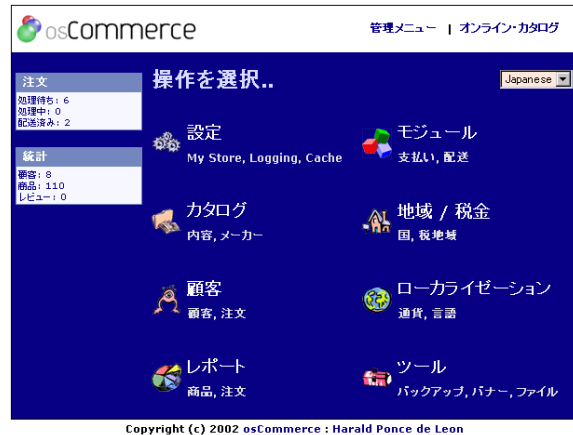 osCommerce
管理メニュー | オンライン・カタログ
注文
処理待ち: 6
処理中: 0
配送済み: 2
統計
顧客: 8
商品: 110
レビュー: 0
操作を選択..
Japanese
設定
My Store, Logging, Cache
モジュール
支払い, 配送
カタログ
内容, メーカー
地域 / 税金
国, 税地域
顧客
顧客, 注文
ローカライゼーション
通貨, 言語
レポート
商品, 注文
ツール
バックアップ, バナー, ファイル
Copyright (c) 2002 osCommerce : Harald Ponce de Leon